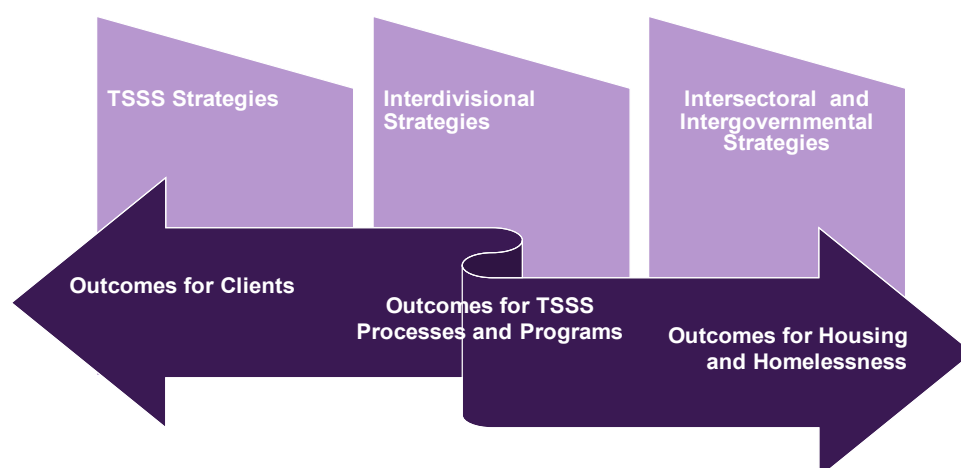 TSSS Strategies
Interdivisional
Strategies
Intersectoral and
Intergovernmental
Strategies
Outcomes for Clients
Outcomes for TSSS
Processes and Programs
Outcomes for Housing
and Homelessness